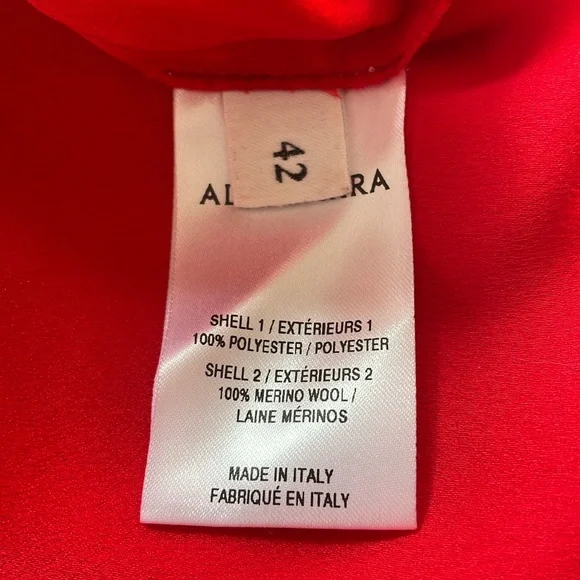 42
SHELL 1 / EXTÉRIEURS 1
100% POLYESTER / POLYESTER
SHELL 2 / EXTÉRIEURS 2
100% MERINO WOOL /
LAINE MÉRINOS
MADE IN ITALY
FABRIQUÉ EN ITALY